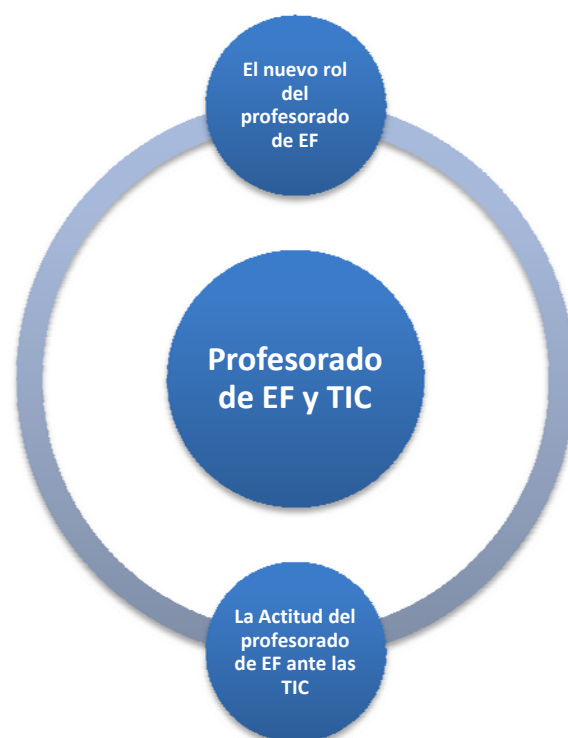 El nuevo rol
del
profesorado
de EF
Profesorado
de EF y TIC
La Actitud del
profesorado
de EF ante las
TIC